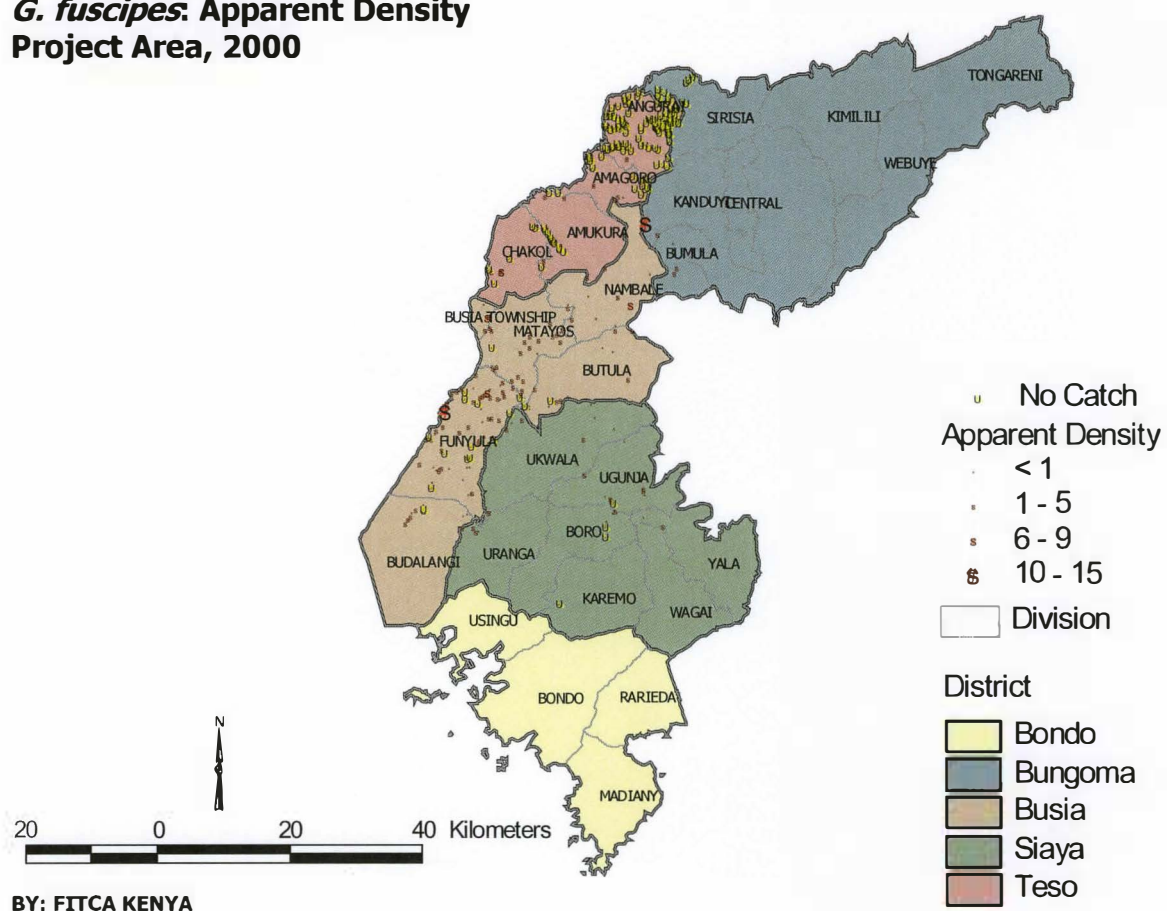 G. fuscipes: Apparent Density
Project Area, 2000
TONGARENI
ANGURAI
SIRISIA
KIMILILI
WEBUYE
AMAGORO
KANDUYI
CENTRAL
AMUKURA
CHAKOL
BUMULA
NAMBALE
BUSIA TOWNSHIP
MATAYOS
BUTULA
FUNYULA
UKWALA
UGUNJA
BORO
URANGA
YALA
BUDALANGI
KAREMO
WAGAI
USINGU
BONDO
RARIEDA
MADIANY
No Catch
Apparent Density
< 1
1 - 5
6 - 9
10 - 15
Division
District
Bondo
Bungoma
Busia
Siaya
Teso
N
20 0 20 40 Kilometers
BY: FITCA KENYA